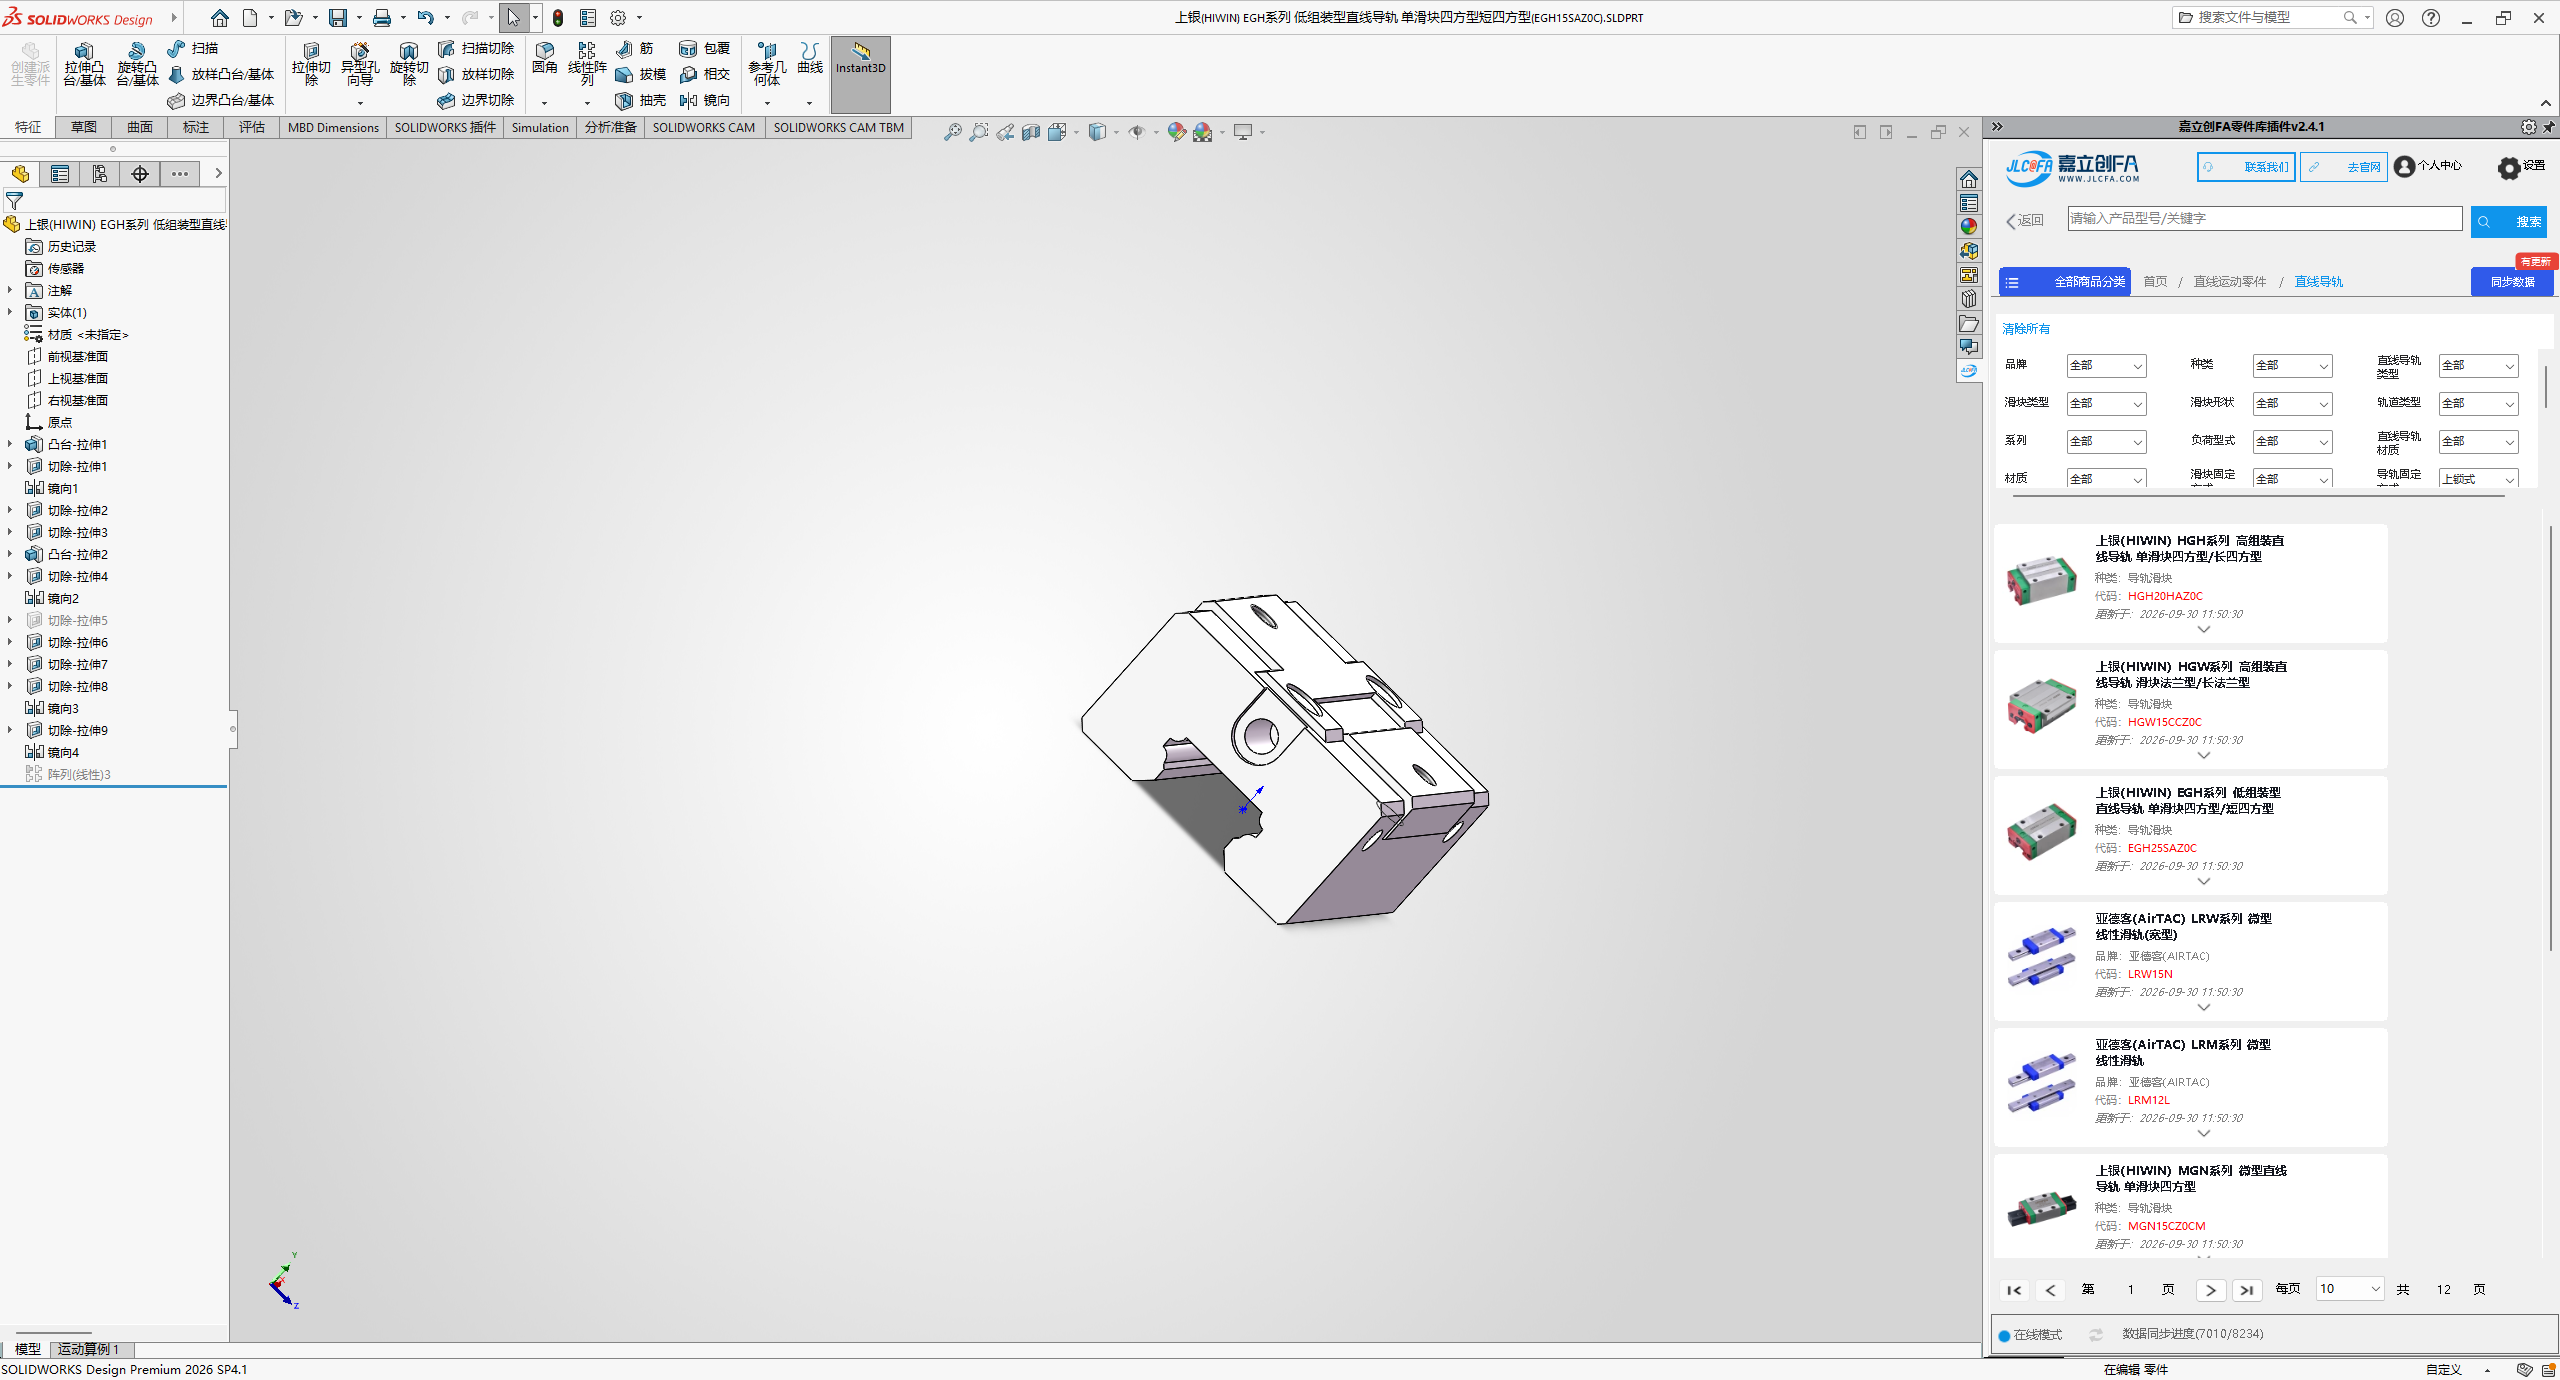 SOLIDWORKS Design
上银(HIWIN) EGH系列 低组装型直线导轨 单滑块四方型短四方型(EGH15SAZ0C).SLDPRT
搜索文件与模型
创建派生零件
拉伸凸台/基体
旋转凸台/基体
扫描
放样凸台/基体
边界凸台/基体
拉伸切除
异型孔向导
旋转切除
扫描切除
放样切除
边界切除
圆角
线性阵列
筋
拔模
抽壳
包覆
相交
镜向
参考几何体
曲线
Instant3D
特征
草图
曲面
标注
评估
MBD Dimensions
SOLIDWORKS 插件
Simulation
分析准备
SOLIDWORKS CAM
SOLIDWORKS CAM TBM
上银(HIWIN) EGH系列 低组装型直线
历史记录
传感器
注解
实体(1)
材质 <未指定>
前视基准面
上视基准面
右视基准面
原点
凸台-拉伸1
切除-拉伸1
镜向1
切除-拉伸2
切除-拉伸3
凸台-拉伸2
切除-拉伸4
镜向2
切除-拉伸5
切除-拉伸6
切除-拉伸7
切除-拉伸8
镜向3
切除-拉伸9
镜向4
阵列(线性)3
Y
X
Z
模型
运动算例 1
SOLIDWORKS Design Premium 2026 SP4.1
在编辑 零件
自定义
嘉立创FA零件库插件v2.4.1
JLC@FA 嘉立创FA
WWW.JLCFA.COM
联系我们
去官网
个人中心
设置
返回
请输入产品型号/关键字
搜索
有更新
全部商品分类
首页 / 直线运动零件 / 直线导轨
同步数据
清除所有
品牌 全部 种类 全部 直线导轨类型 全部
滑块类型 全部 滑块形状 全部 轨道类型 全部
系列 全部 负荷型式 全部 直线导轨材质 全部
材质 全部 滑块固定 全部 导轨固定 上锁式
上银(HIWIN) HGH系列 高组装直
线导轨 单滑块四方型/长四方型
种类: 导轨滑块
代码: HGH20HAZ0C
更新于: 2026-09-30 11:50:30
上银(HIWIN) HGW系列 高组装直
线导轨 滑块法兰型/长法兰型
种类: 导轨滑块
代码: HGW15CCZ0C
更新于: 2026-09-30 11:50:30
上银(HIWIN) EGH系列 低组装型
直线导轨 单滑块四方型/短四方型
种类: 导轨滑块
代码: EGH25SAZ0C
更新于: 2026-09-30 11:50:30
亚德客(AirTAC) LRW系列 微型
线性滑轨(宽型)
品牌: 亚德客(AIRTAC)
代码: LRW15N
更新于: 2026-09-30 11:50:30
亚德客(AirTAC) LRM系列 微型
线性滑轨
品牌: 亚德客(AIRTAC)
代码: LRM12L
更新于: 2026-09-30 11:50:30
上银(HIWIN) MGN系列 微型直线
导轨 单滑块四方型
种类: 导轨滑块
代码: MGN15CZ0CM
更新于: 2026-09-30 11:50:30
第 1 页 每页 10 共 12 页
在线模式
数据同步进度(7010/8234)